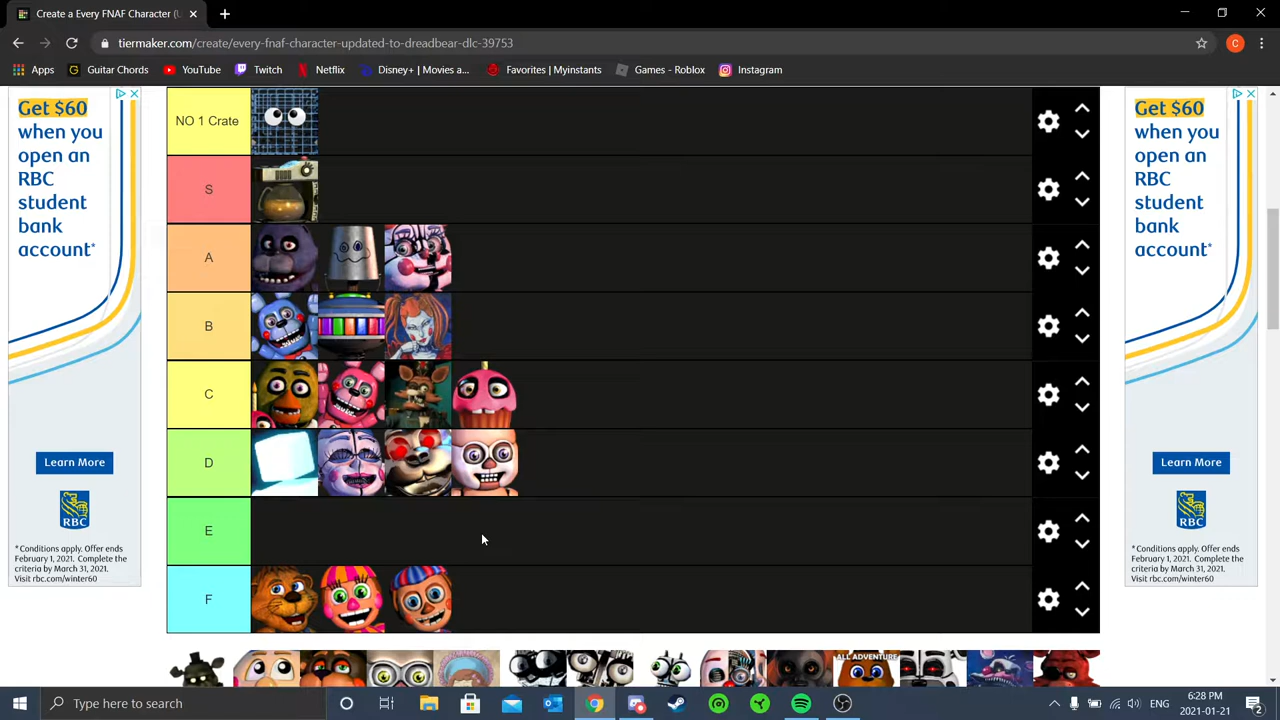 Create a Every FNAF Character (
tiermaker.com/create/every-fnaf-character-updated-to-dreadbear-dlc-39753
C
Apps
Guitar Chords
YouTube
Twitch
Netflix
Disney+ | Movies a...
Favorites | Myinstants
Games - Roblox
Instagram
Get $60
when you
open an
RBC
student
bank
account*
Learn More
RBC
*Conditions apply. Offer ends
February 1, 2021. Complete the
criteria by March 31, 2021.
Visit rbc.com/winter60
NO 1 Crate
S
A
B
C
D
E
F
ALL ADVENTURE
Get $60
when you
open an
RBC
student
bank
account*
Learn More
RBC
*Conditions apply. Offer ends
February 1, 2021. Complete the
criteria by March 31, 2021.
Visit rbc.com/winter60
Type here to search
ENG
6:28 PM
2021-01-21
2